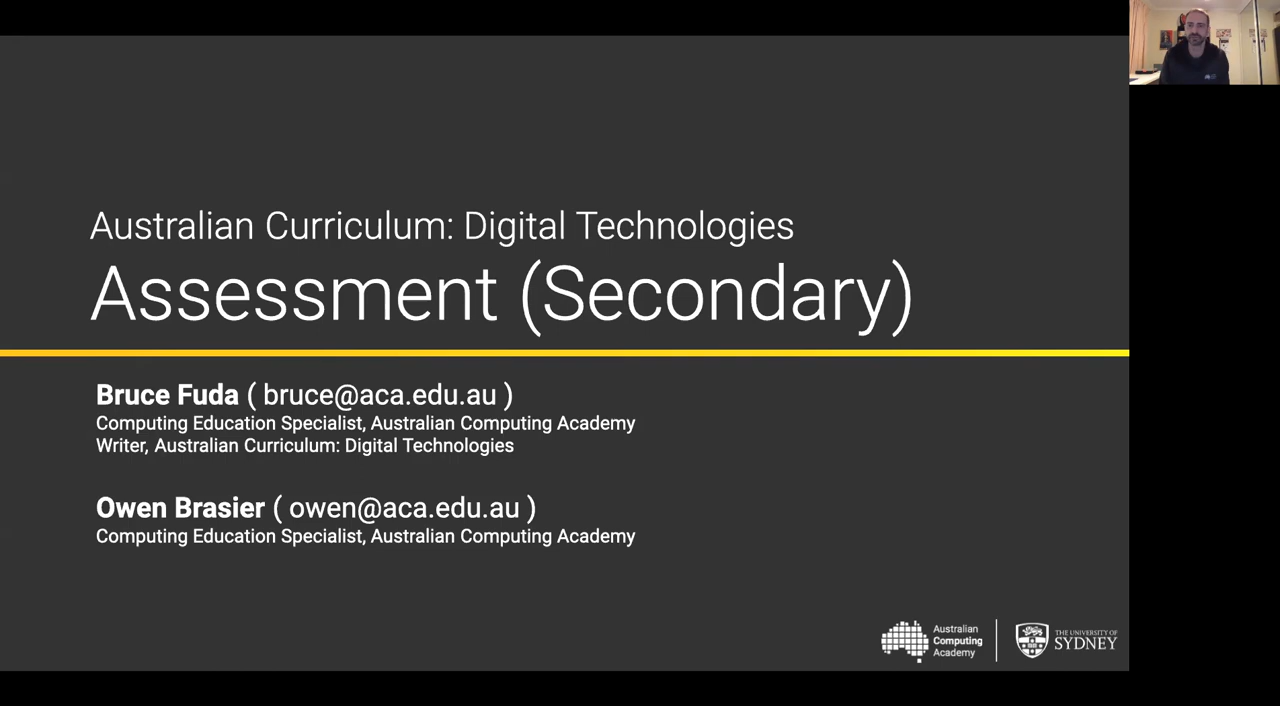 Australian Curriculum: Digital Technologies
Assessment (Secondary)
Bruce Fuda ( bruce@aca.edu.au )
Computing Education Specialist, Australian Computing Academy
Writer, Australian Curriculum: Digital Technologies
Owen Brasier ( owen@aca.edu.au )
Computing Education Specialist, Australian Computing Academy
Australian
Computing
Academy
THE UNIVERSITY OF
SYDNEY